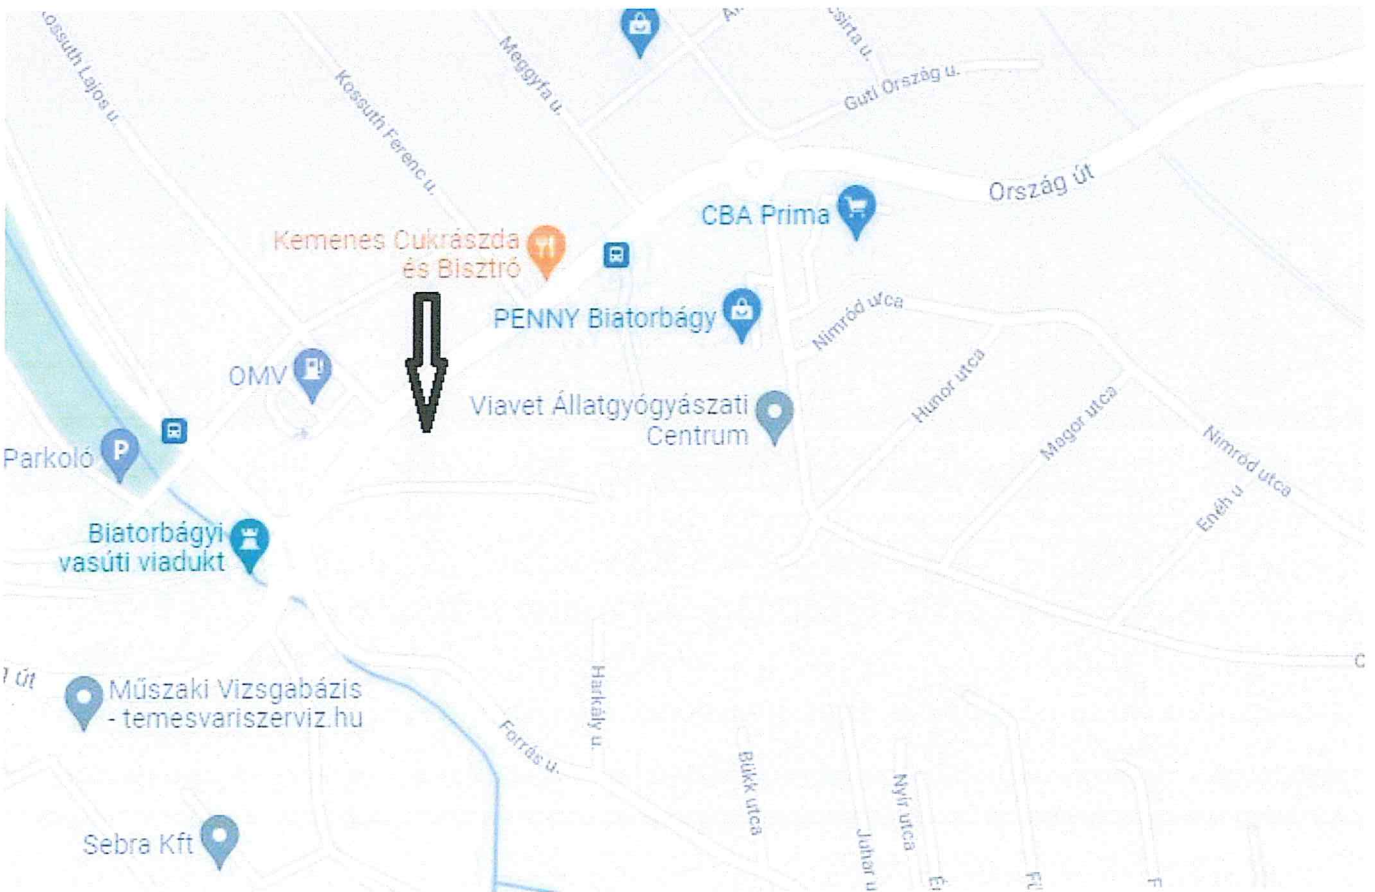 Kossuth Lajos u.
Kossuth Ferenc u.
Meggyfa u.
Guti Ország u.
Ország út
CBA Prima
Kemenes Cukrászda
és Bisztró
PENNY Biatorbágy
Nimród utca
OMV
Viavet Állatgyógyászati
Centrum
Hunor utca
Magor utca
Nimród utca
Enéh u
P
Parkoló
Biatorbágyi
vasúti viadukt
út
Műszaki Vizsgabázis
- temesvariszerviz.hu
Harkály u.
Forrás u.
Bükk utca
Nyír utca
Juhar u
Sebra Kft